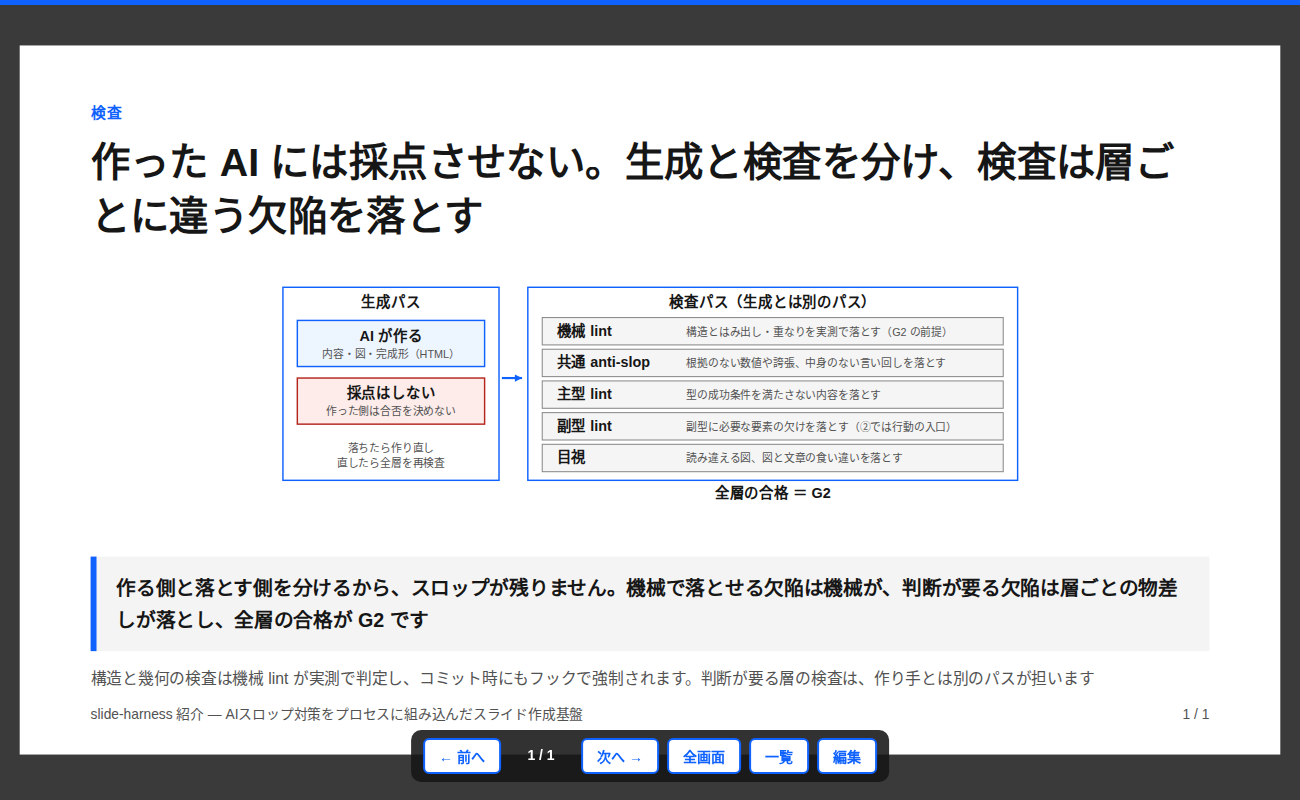 検査
作った AI には採点させない。生成と検査を分け、検査は層ご
とに違う欠陥を落とす
生成パス
AI が作る
内容・図・完成形（HTML）
採点はしない
作った側は合否を決めない
落ちたら作り直し
直したら全層を再検査
検査パス（生成とは別のパス）
機械 lint 構造とはみ出し・重なりを実測で落とす（G2 の前提）
共通 anti-slop 根拠のない数値や誇張、中身のない言い回しを落とす
主型 lint 型の成功条件を満たさない内容を落とす
副型 lint 副型に必要な要素の欠けを落とす（②では行動の入口）
目視 読み違える図、図と文章の食い違いを落とす
全層の合格 ＝ G2
作る側と落とす側を分けるから、スロップが残りません。機械で落とせる欠陥は機械が、判断が要る欠陥は層ごとの物差
しが落とし、全層の合格が G2 です
構造と幾何の検査は機械 lint が実測で判定し、コミット時にもフックで強制されます。判断が要る層の検査は、作り手とは別のパスが担います
slide-harness 紹介 — AIスロップ対策をプロセスに組み込んだスライド作成基盤
1 / 1
← 前へ
1 / 1
次へ →
全画面
一覧
編集